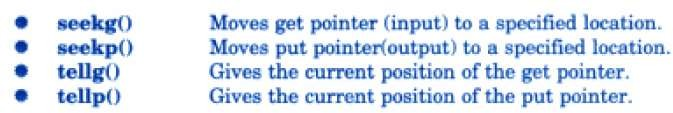 ● seekg() Moves get pointer (input) to a specified location.
● seekp() Moves put pointer(output) to a specified location.
● tellg() Gives the current position of the get pointer.
● tellp() Gives the current position of the put pointer.